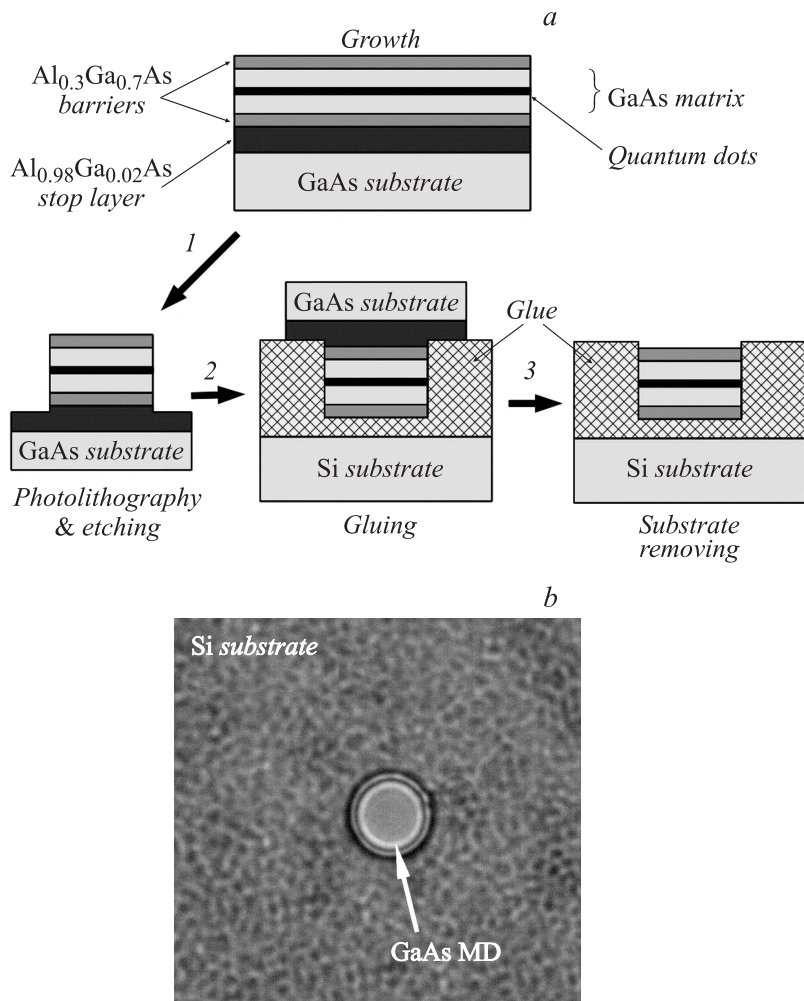 a
Growth
Al0.3Ga0.7As
barriers
} GaAs matrix
Quantum dots
Al0.98Ga0.02As
stop layer
GaAs substrate
1
GaAs substrate
Glue
2
3
GaAs substrate
Si substrate
Si substrate
Photolithography
& etching
Gluing
Substrate
removing
b
Si substrate
GaAs MD